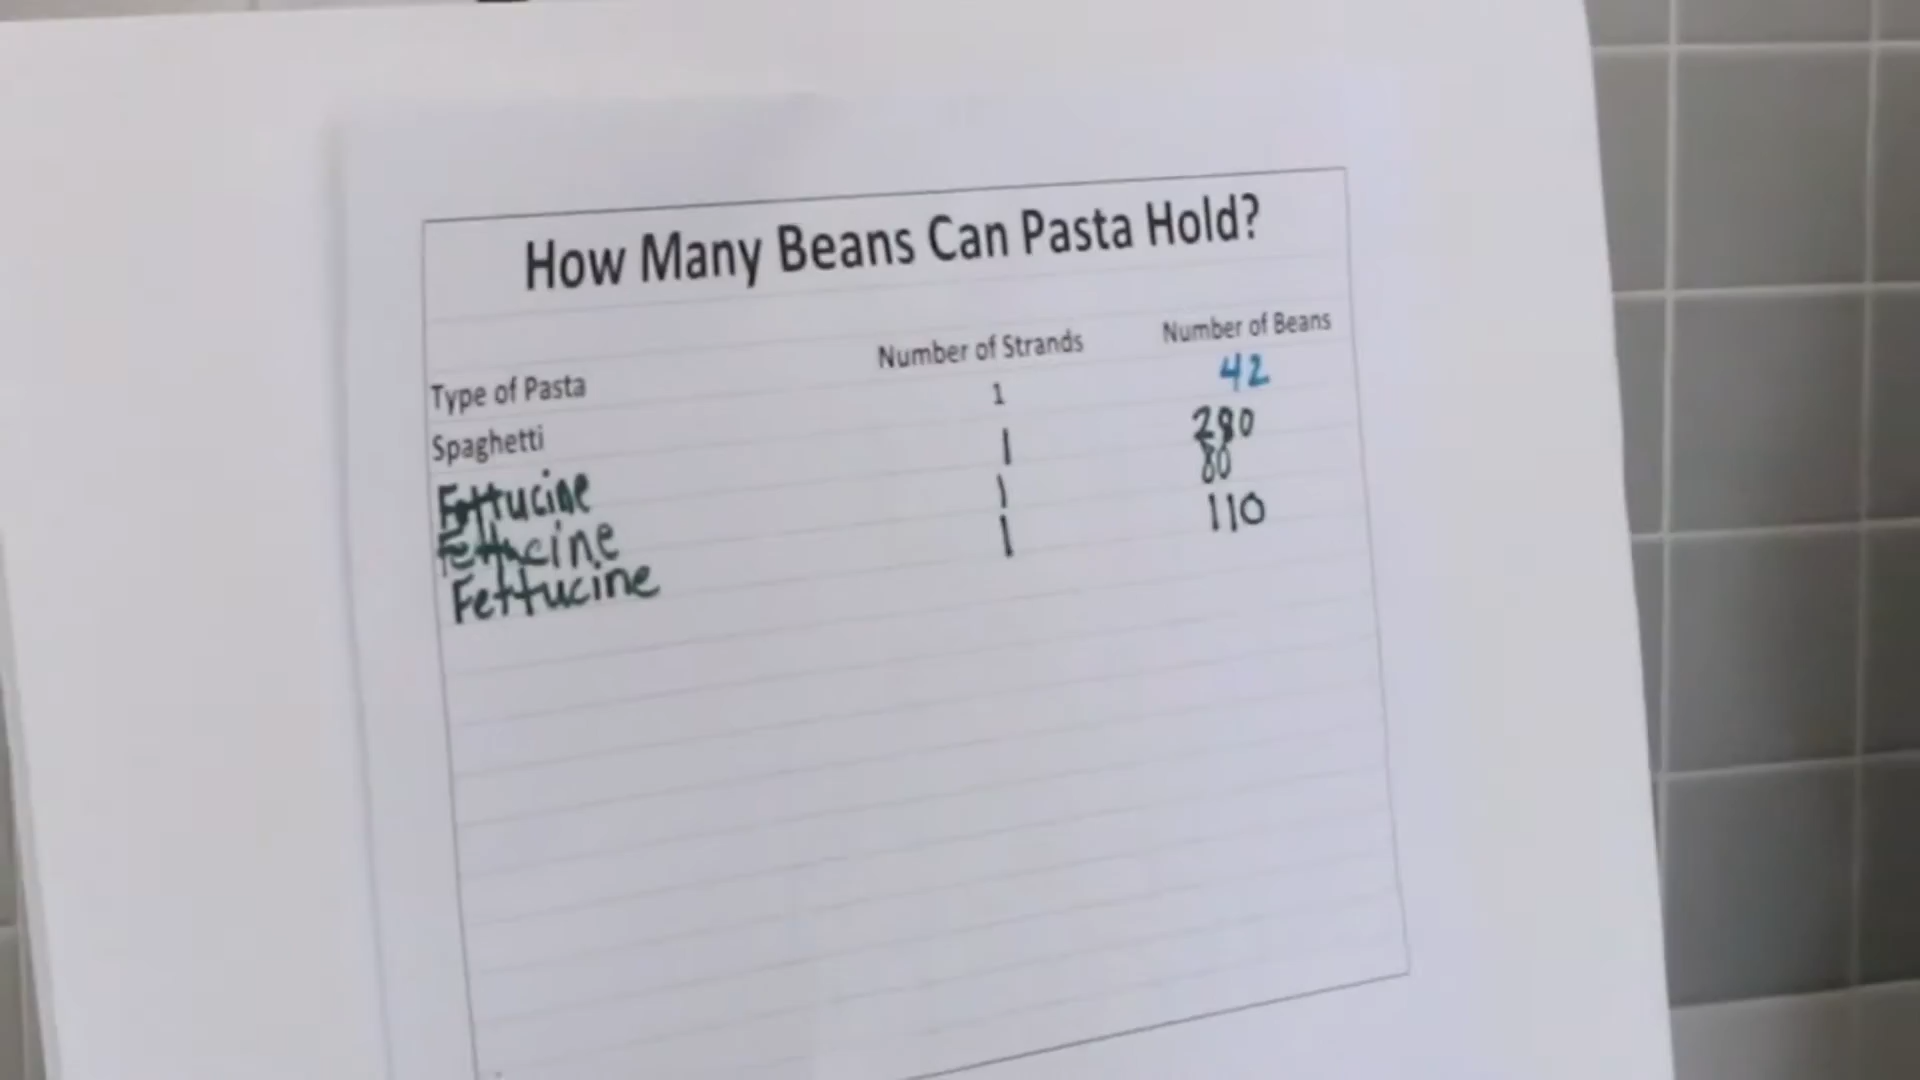 How Many Beans Can Pasta Hold?
Type of Pasta Number of Strands Number of Beans
Spaghetti 1 42
Fettucine 1 280
Fettucine 1 80
Fettucine 1 110